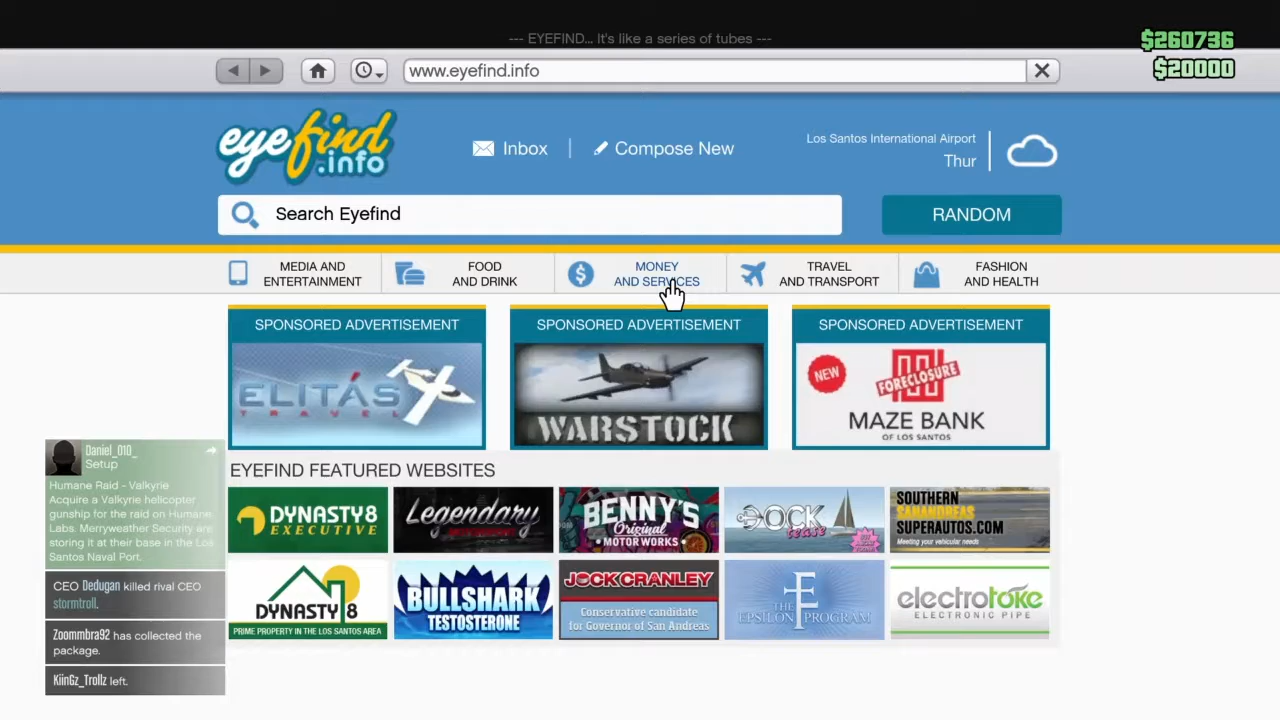 --- EYEFIND... It's like a series of tubes ---
$260736
$20000
www.eyefind.info
eyefind.info
Inbox
Compose New
Los Santos International Airport
Thur
Search Eyefind
RANDOM
MEDIA AND
ENTERTAINMENT
FOOD
AND DRINK
MONEY
AND SERVICES
TRAVEL
AND TRANSPORT
FASHION
AND HEALTH
SPONSORED ADVERTISEMENT
ELITÁS
TRAVEL
SPONSORED ADVERTISEMENT
WARSTOCK
SPONSORED ADVERTISEMENT
NEW
FORECLOSURE
MAZE BANK
OF LOS SANTOS
EYEFIND FEATURED WEBSITES
DYNASTY 8
EXECUTIVE
Legendary
BENNY'S
Original
MOTOR WORKS
DOCK
tease
SOUTHERN
SANANDREAS
SUPERAUTOS.COM
Meeting your vehicular needs
DYNASTY 8
PRIME PROPERTY IN THE LOS SANTOS AREA
BULLSHARK
TESTOSTERONE
JOCK CRANLEY
Conservative candidate
for Governor of San Andreas
THE
EPSILON PROGRAM
electrotoke
ELECTRONIC PIPE
Daniel_010_
Setup
Humane Raid - Valkyrie
Acquire a Valkyrie helicopter
gunship for the raid on Humane
Labs. Merryweather Security are
storing it at their base in the Los
Santos Naval Port.
CEO Dedugan killed rival CEO
stormtroll.
Zoommbra92 has collected the
package.
KiinGz_Trollz left.